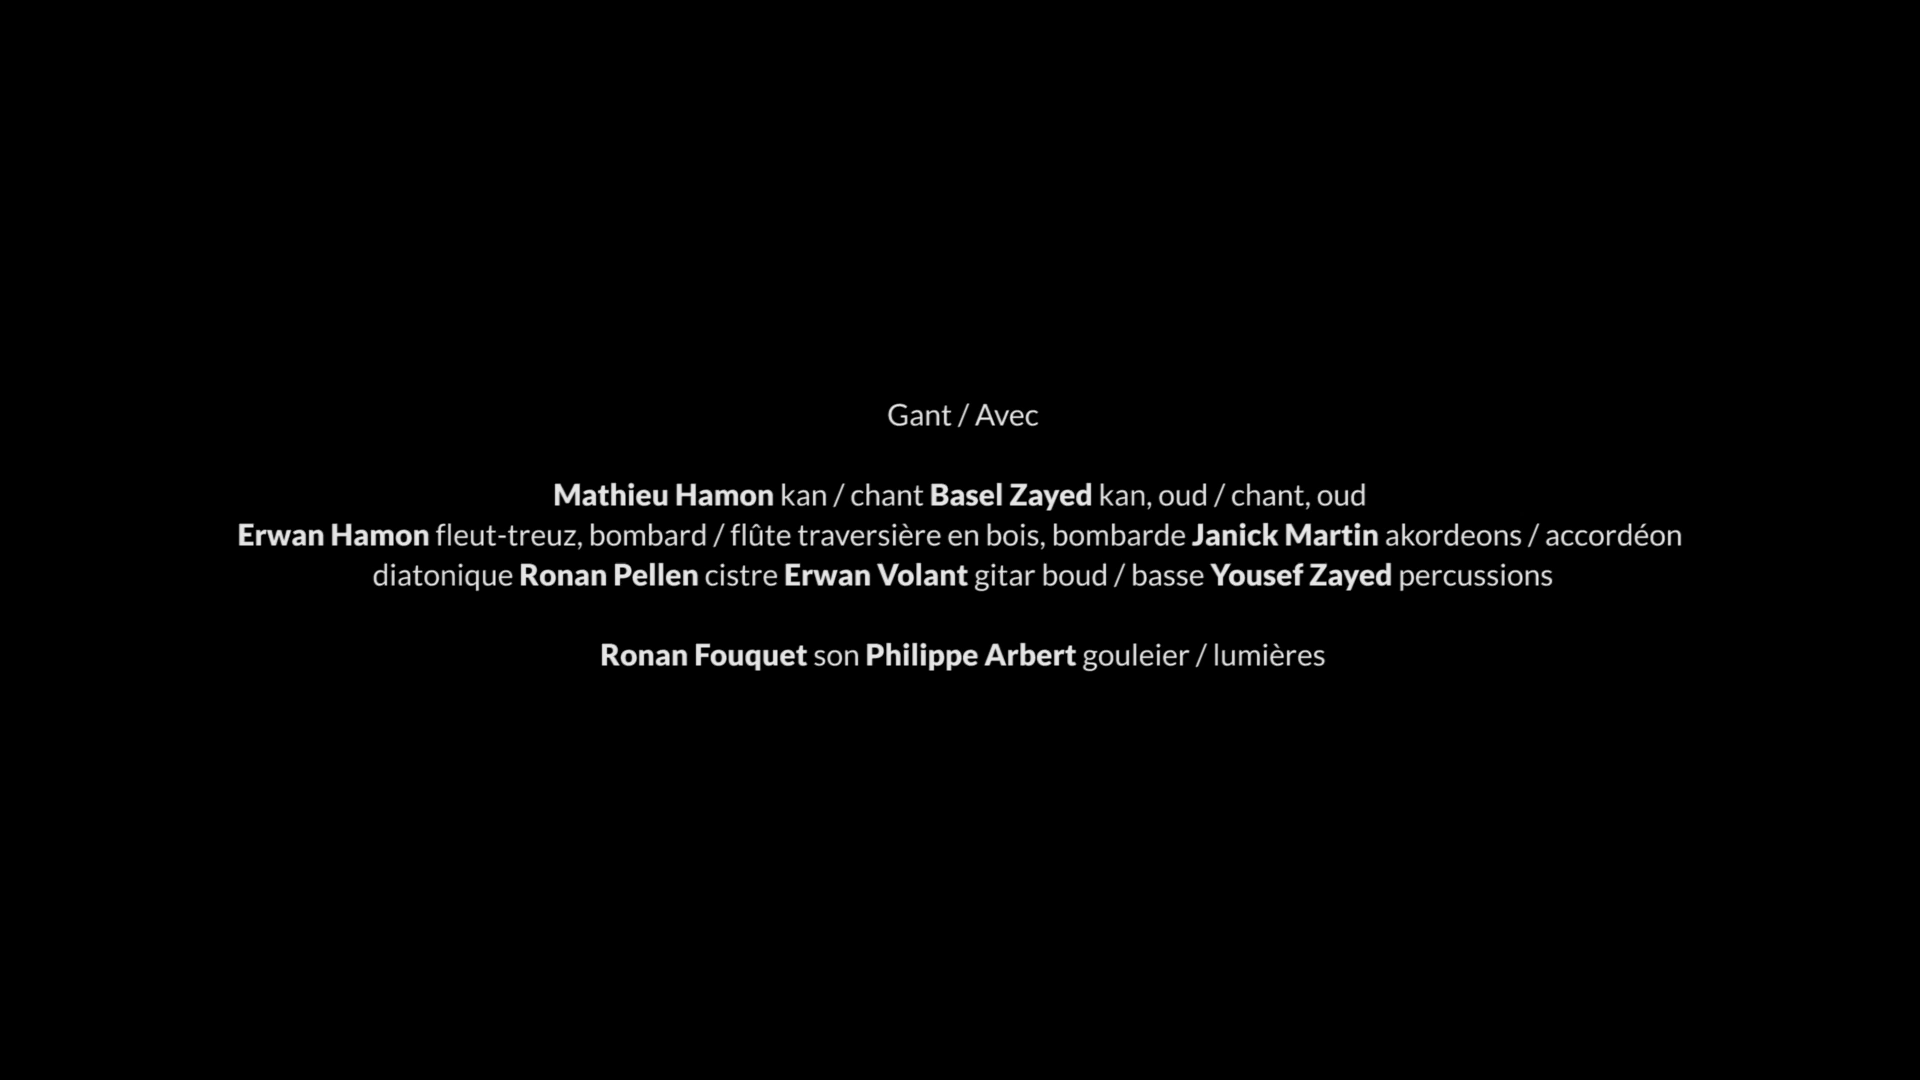 Gant / Avec
Mathieu Hamon kan / chant Basel Zayed kan, oud / chant, oud
Erwan Hamon fleut-treuz, bombard / flûte traversière en bois, bombarde Janick Martin akordeons / accordéon
diatonique Ronan Pellen cistre Erwan Volant gitar boud / basse Yousef Zayed percussions
Ronan Fouquet son Philippe Arbert gouleier / lumières